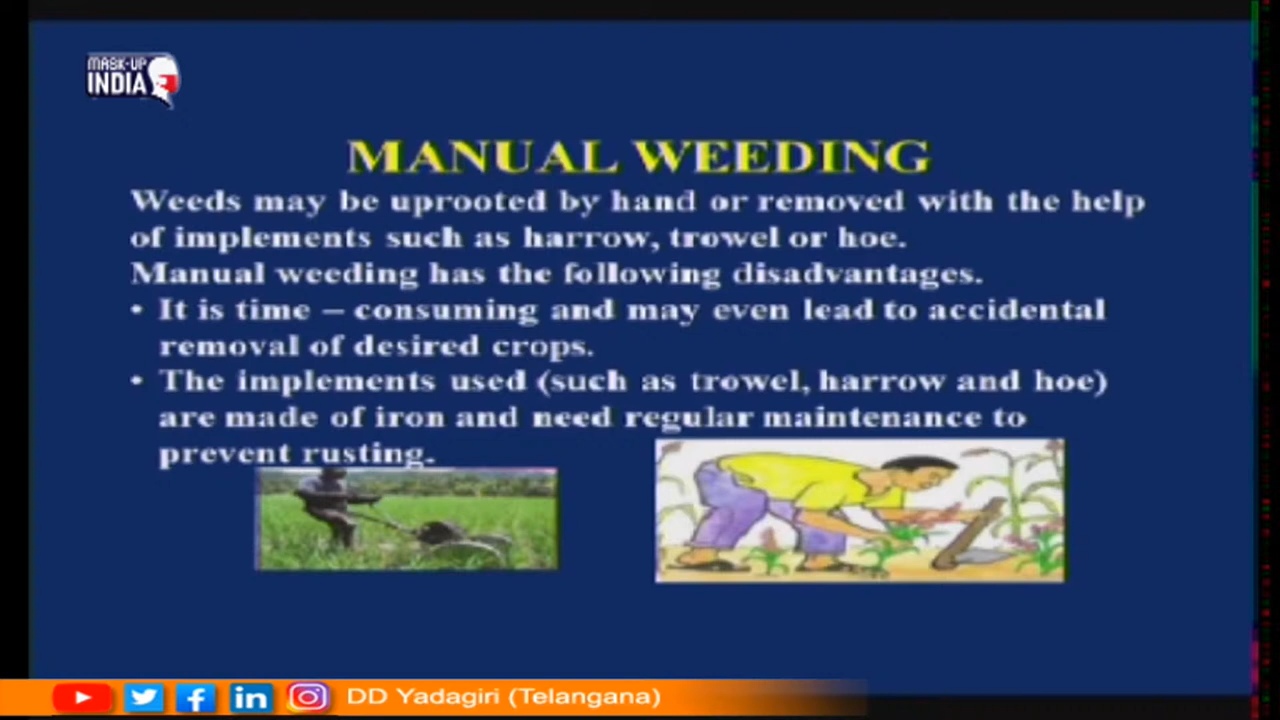 MASK-UP
INDIA
MANUAL WEEDING
Weeds may be uprooted by hand or removed with the help
of implements such as harrow, trowel or hoe.
Manual weeding has the following disadvantages.
• It is time – consuming and may even lead to accidental
removal of desired crops.
• The implements used (such as trowel, harrow and hoe)
are made of iron and need regular maintenance to
prevent rusting.
DD Yadagiri (Telangana)